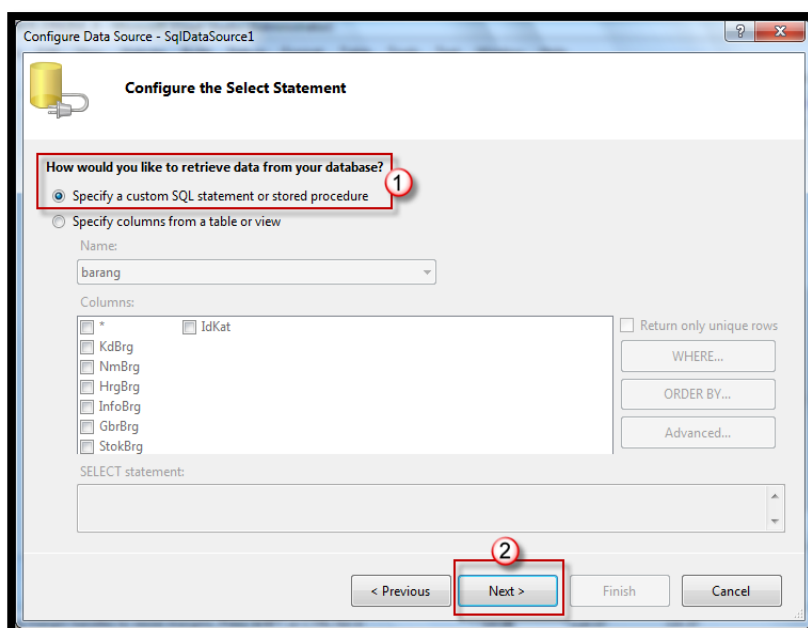 Configure Data Source - SqlDataSource1
Configure the Select Statement
How would you like to retrieve data from your database?
1
Specify a custom SQL statement or stored procedure
Specify columns from a table or view
Name:
barang
Columns:
* IdKat
KdBrg
NmBrg
HrgBrg
InfoBrg
GbrBrg
StokBrg
Return only unique rows
WHERE...
ORDER BY...
Advanced...
SELECT statement:
2
< Previous Next > Finish Cancel